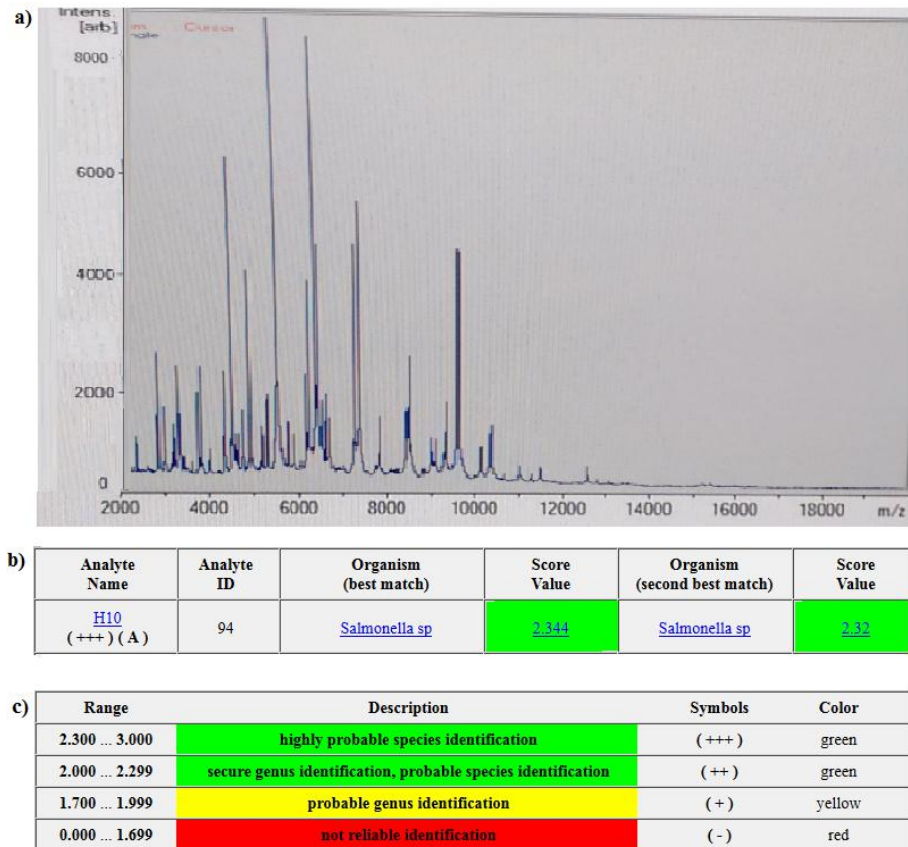 a)
Intens.
[arb]
Cursor
8000
6000
4000
2000
0
2000 4000 6000 8000 10000 12000 14000 16000 18000 m/z
b)
Analyte Name Analyte ID Organism (best match) Score Value Organism (second best match) Score Value
H10 (+++) (A) 94 Salmonella sp 2.344 Salmonella sp 2.32
c)
Range Description Symbols Color
2.300 ... 3.000 highly probable species identification (+++) green
2.000 ... 2.299 secure genus identification, probable species identification (++) green
1.700 ... 1.999 probable genus identification (+) yellow
0.000 ... 1.699 not reliable identification (-) red